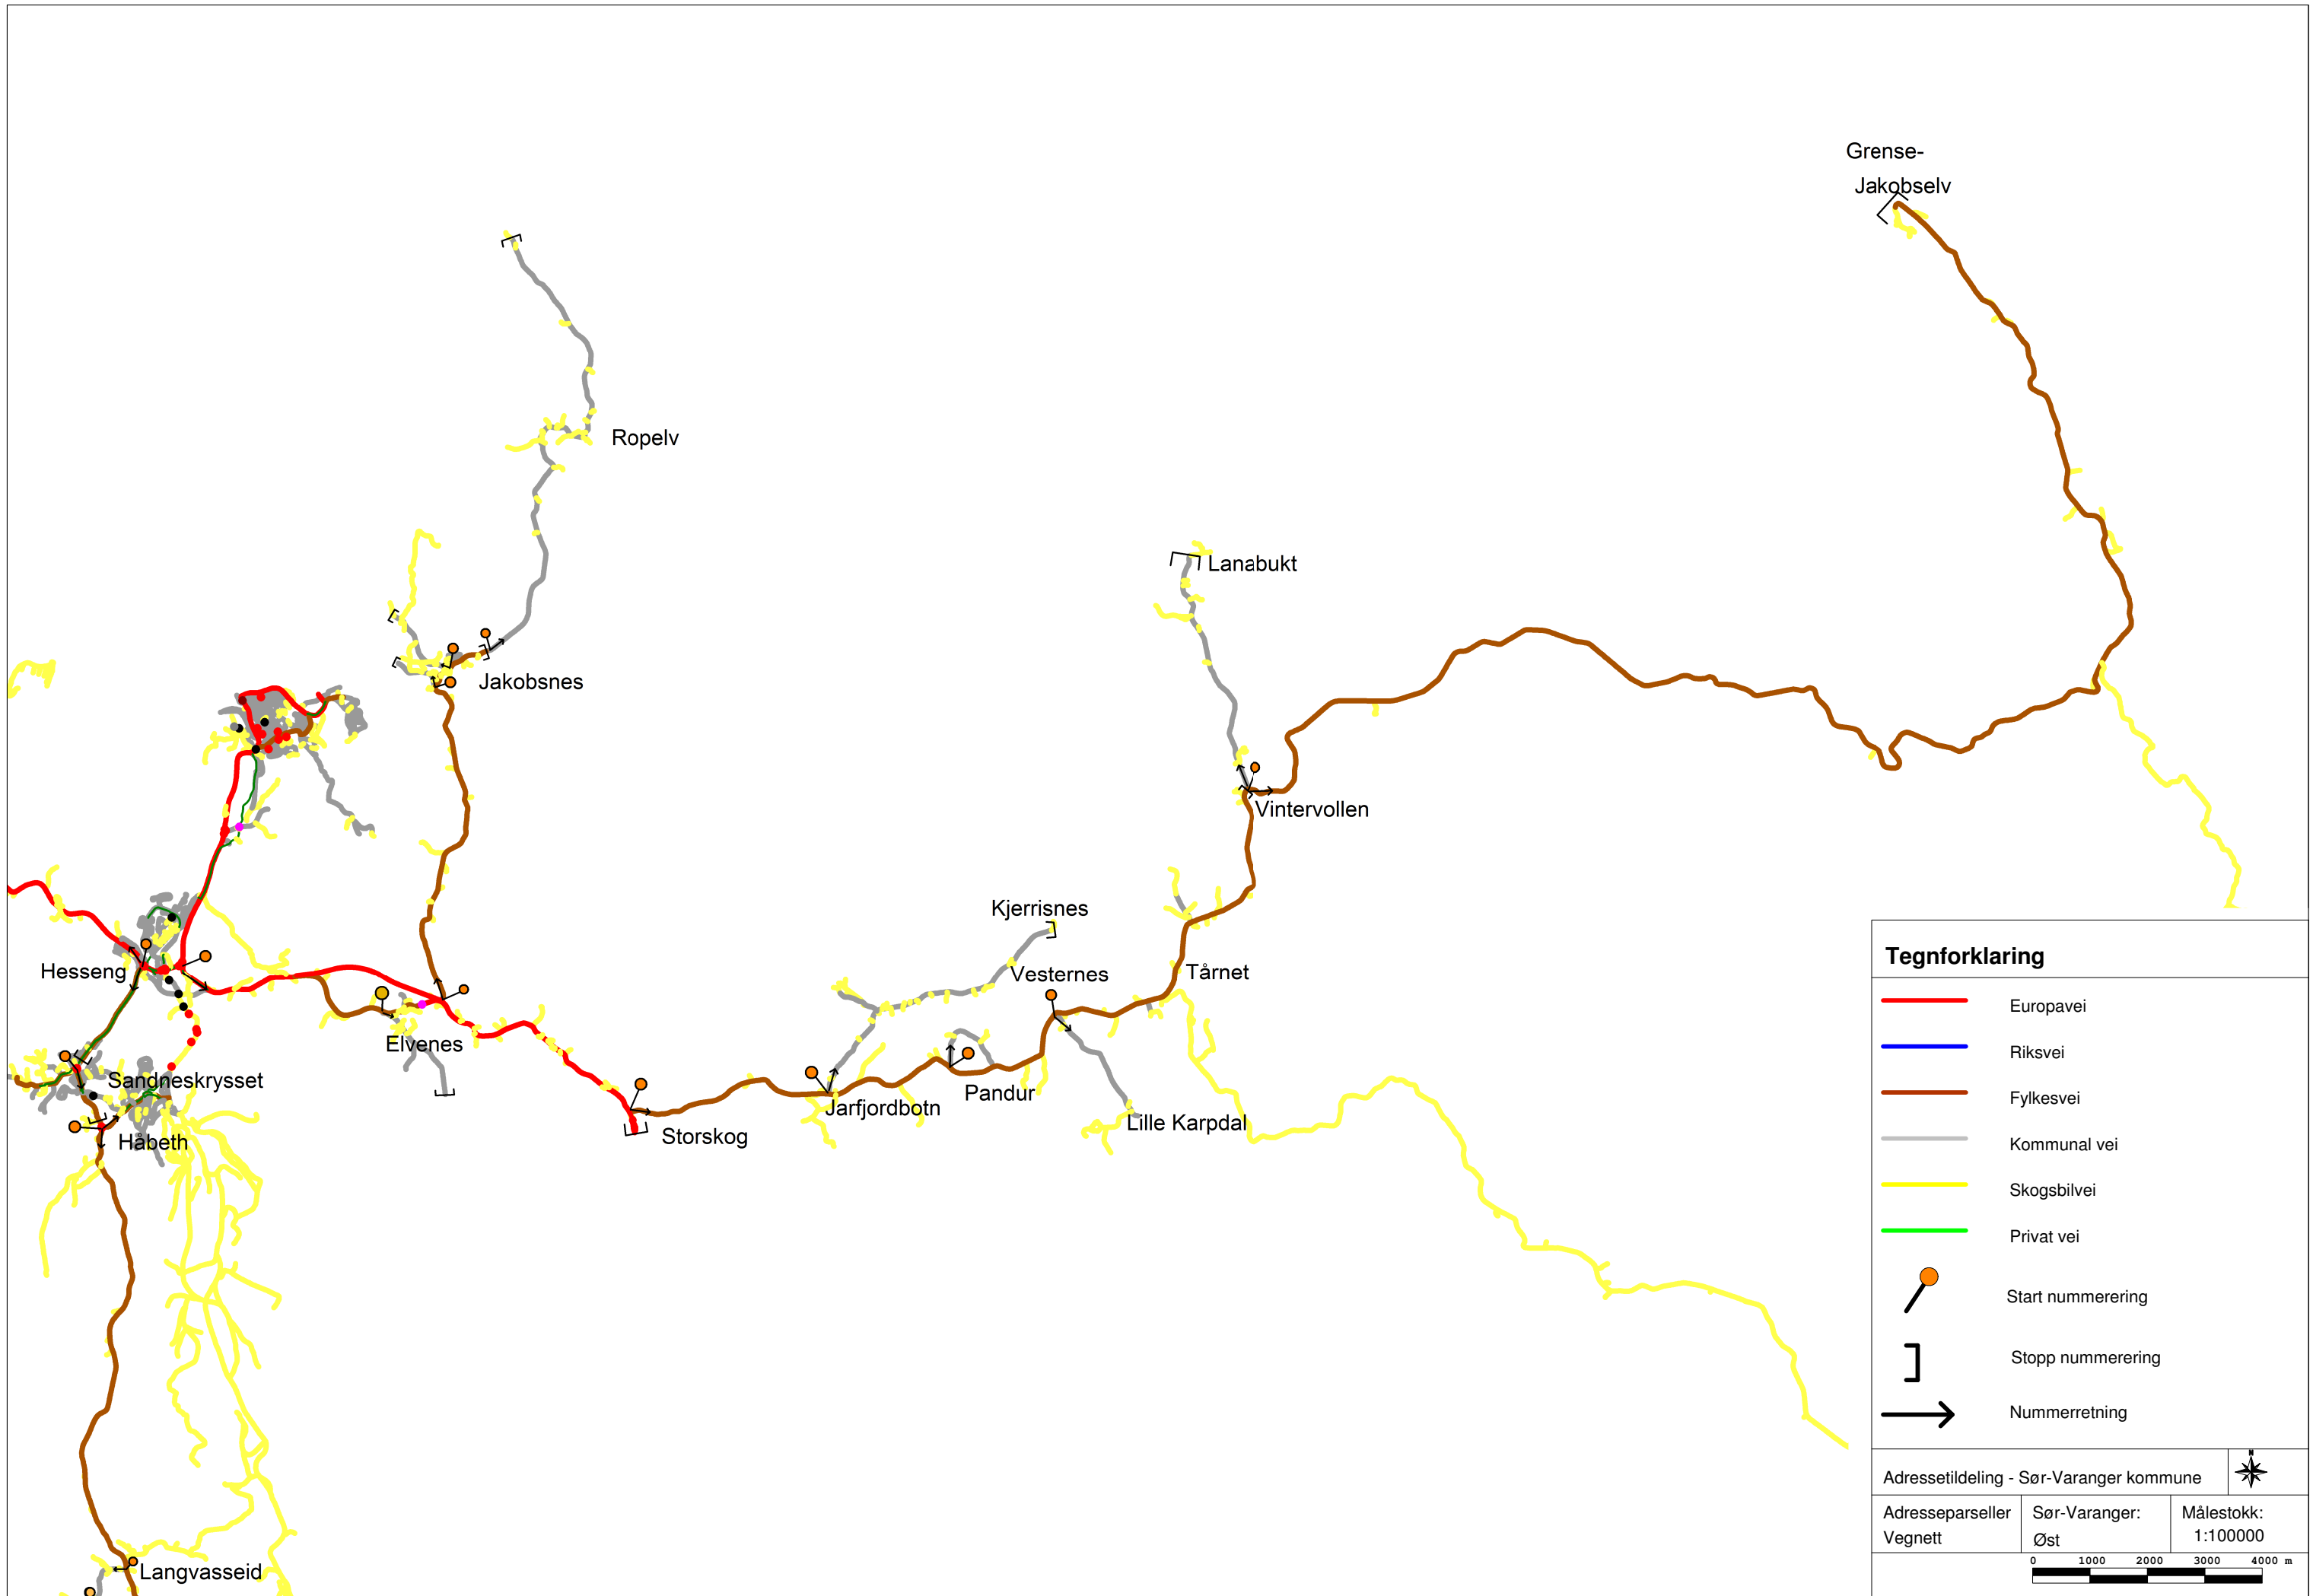 Grense-
Jakobselv
Ropelv
Lanabukt
Jakobsnes
Vintervollen
Kjerrisnes
Hesseng
Vesternes
Tårnet
Elvenes
Sandneskrysset
Pandur
Jarfjordbotn
Lille Karpdal
Storskog
Håbeth
Langvasseid
Tegnforklaring
Europavei
Riksvei
Fylkesvei
Kommunal vei
Skogsbilvei
Privat vei
Start nummerering
Stopp nummerering
Nummerretning
N
Adressetildeling - Sør-Varanger kommune
Adresseparseller
Vegnett
Sør-Varanger:
Øst
Målestokk:
1:100000
0 1000 2000 3000 4000 m